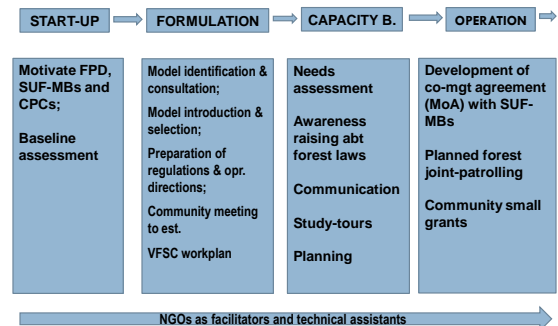 START-UP
FORMULATION
CAPACITY B.
OPERATION
Motivate FPD,
SUF-MBs and
CPCs;
Baseline
assessment
Model identification &
consultation;
Model introduction &
selection;
Preparation of
regulations & opr.
directions;
Community meeting
to est.
VFSC workplan
Needs
assessment
Awareness
raising abt
forest laws
Communication
Study-tours
Planning
Development of
co-mgt agreement
(MoA) with SUF-
MBs
Planned forest
joint-patrolling
Community small
grants
NGOs as facilitators and technical assistants